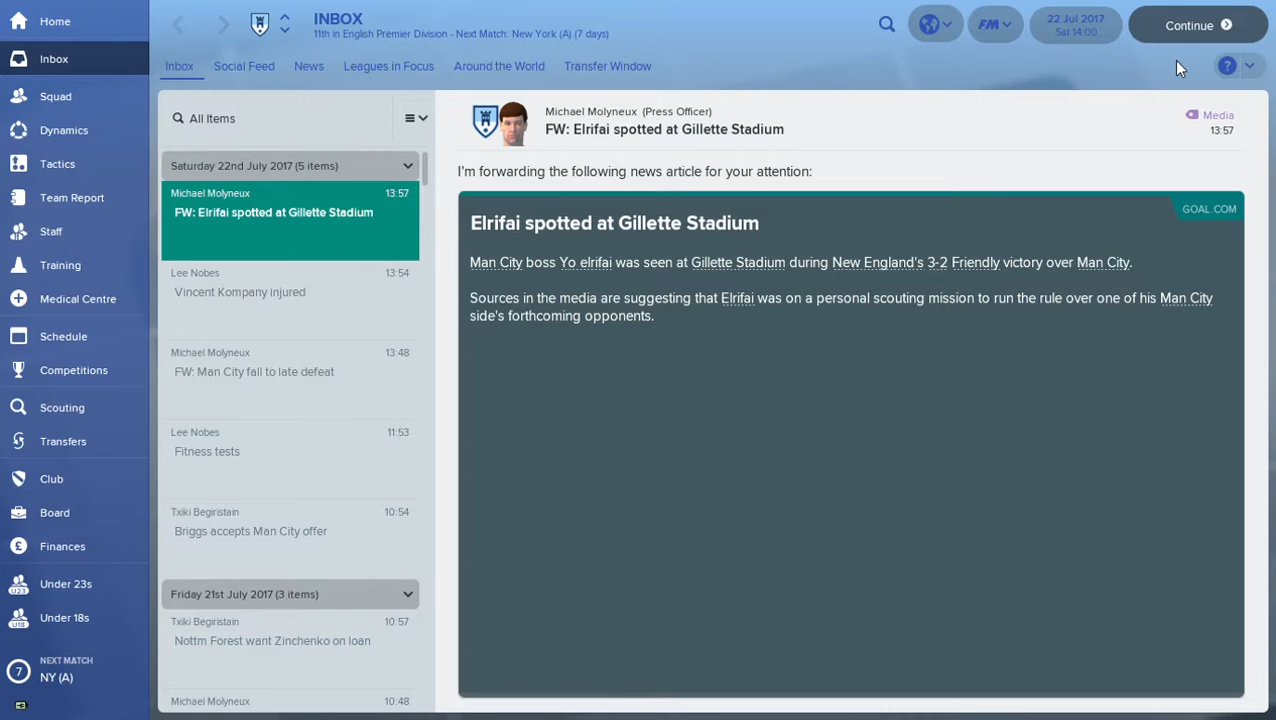 Home
Inbox
Squad
Dynamics
Tactics
Team Report
Staff
Training
Medical Centre
Schedule
Competitions
Scouting
Transfers
Club
Board
Finances
Under 23s
U23
Under 18s
U18
NEXT MATCH
7
NY (A)
INBOX
11th in English Premier Division - Next Match: New York (A) (7 days)
FM
22 Jul 2017
Sat 14:00
Continue
Inbox
Social Feed
News
Leagues in Focus
Around the World
Transfer Window
?
All Items
Saturday 22nd July 2017 (5 items)
Michael Molyneux 13:57
FW: Elrifai spotted at Gillette Stadium
Lee Nobes 13:54
Vincent Kompany injured
Michael Molyneux 13:48
FW: Man City fall to late defeat
Lee Nobes 11:53
Fitness tests
Txiki Begiristain 10:54
Briggs accepts Man City offer
Friday 21st July 2017 (3 items)
Txiki Begiristain 10:57
Nottm Forest want Zinchenko on loan
Michael Molyneux 10:48
Michael Molyneux (Press Officer)
FW: Elrifai spotted at Gillette Stadium
Media
13:57
I'm forwarding the following news article for your attention:
GOAL.COM
Elrifai spotted at Gillette Stadium
Man City boss Yo elrifai was seen at Gillette Stadium during New England's 3-2 Friendly victory over Man City.
Sources in the media are suggesting that Elrifai was on a personal scouting mission to run the rule over one of his Man City
side's forthcoming opponents.